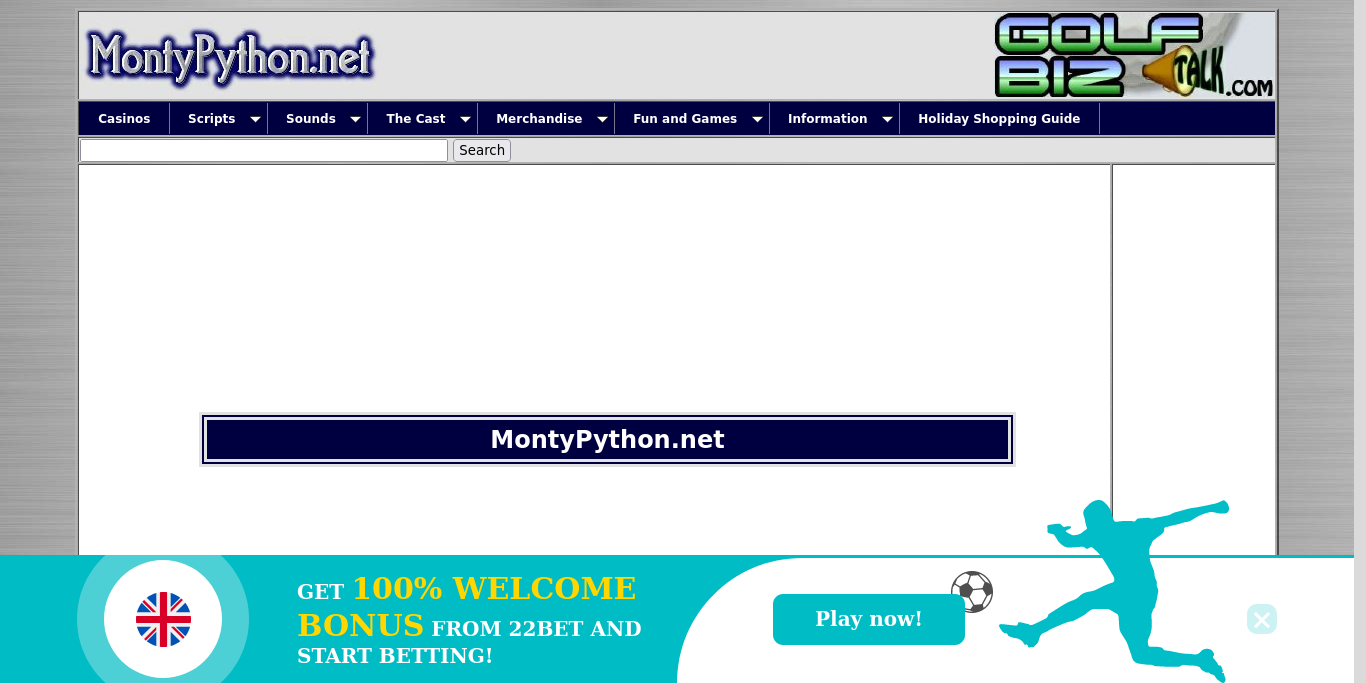 MontyPython.net
GOLF
BIZ TALK.COM
Casinos Scripts Sounds The Cast Merchandise Fun and Games Information Holiday Shopping Guide
Search
MontyPython.net
GET 100% WELCOME
BONUS FROM 22BET AND
START BETTING!
Play now!